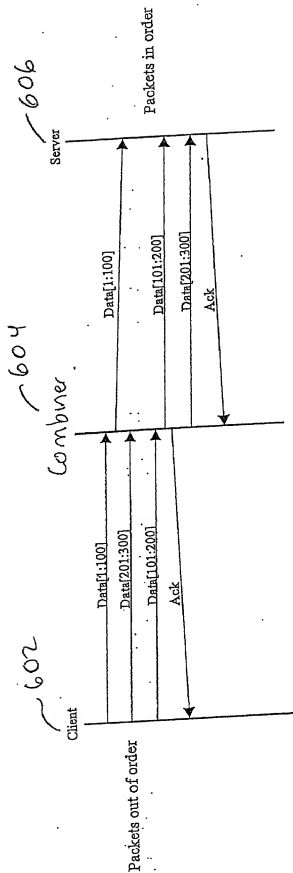 602
Client
604
Combiner
606
Server
Packets out of order
Data[1:100]
Data[201:300]
Data[101:200]
Ack
Data[1:100]
Data[101:200]
Data[201:300]
Ack
Packets in order